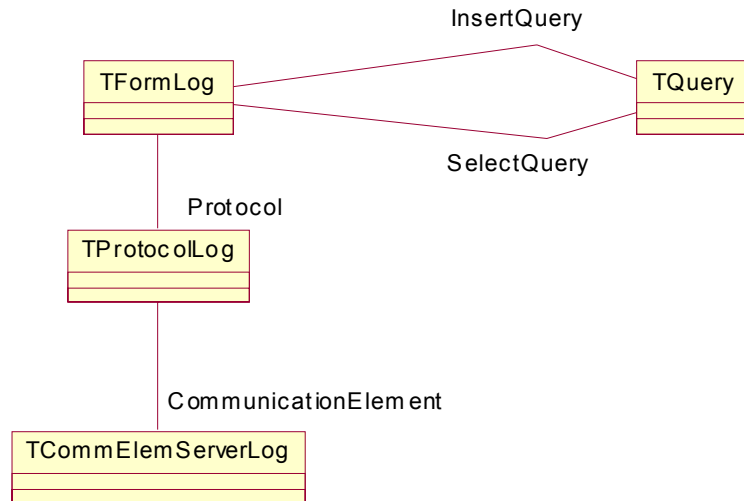 InsertQuery
TFormLog
TQuery
SelectQuery
Protocol
TProtocolLog
CommunicationElement
TCommElemServerLog